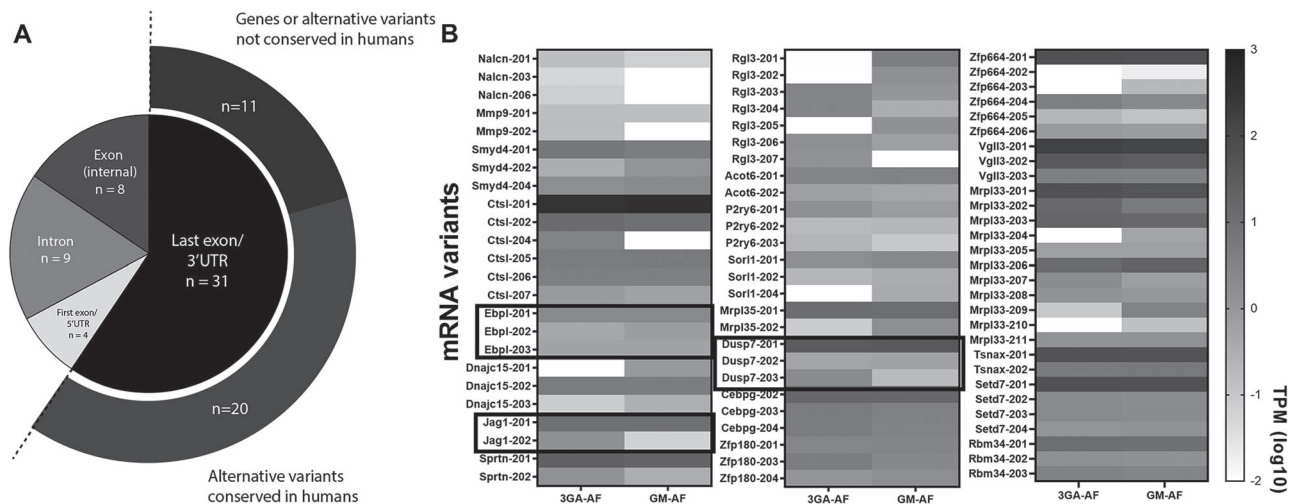 A
Genes or alternative variants
not conserved in humans
n=11
Exon
(internal)
n = 8
Intron
n = 9
Last exon/
3'UTR
n = 31
First exon/
5'UTR
n = 4
n=20
Alternative variants
conserved in humans
B
mRNA variants
Nalcn-201
Nalcn-203
Nalcn-206
Mmp9-201
Mmp9-202
Smyd4-201
Smyd4-202
Smyd4-204
Ctsl-201
Ctsl-202
Ctsl-204
Ctsl-205
Ctsl-206
Ctsl-207
Ebpl-201
Ebpl-202
Ebpl-203
Dnajc15-201
Dnajc15-202
Dnajc15-203
Jag1-201
Jag1-202
Sprtn-201
Sprtn-202
3GA-AF
GM-AF
Rgl3-201
Rgl3-202
Rgl3-203
Rgl3-204
Rgl3-205
Rgl3-206
Rgl3-207
Acot6-201
Acot6-202
P2ry6-201
P2ry6-202
P2ry6-203
Sorl1-201
Sorl1-202
Sorl1-204
Mrpl35-201
Mrpl35-202
Dusp7-201
Dusp7-202
Dusp7-203
Cebpg-202
Cebpg-203
Cebpg-204
Zfp180-201
Zfp180-203
Zfp180-204
3GA-AF
GM-AF
Zfp664-201
Zfp664-202
Zfp664-203
Zfp664-204
Zfp664-205
Zfp664-206
Vgll3-201
Vgll3-202
Vgll3-203
Mrpl33-201
Mrpl33-202
Mrpl33-203
Mrpl33-204
Mrpl33-205
Mrpl33-206
Mrpl33-207
Mrpl33-208
Mrpl33-209
Mrpl33-210
Mrpl33-211
Tsnax-201
Tsnax-202
Setd7-201
Setd7-202
Setd7-203
Setd7-204
Rbm34-201
Rbm34-202
Rbm34-203
3GA-AF
GM-AF
3
2
1
0
-1
-2
TPM (log10)